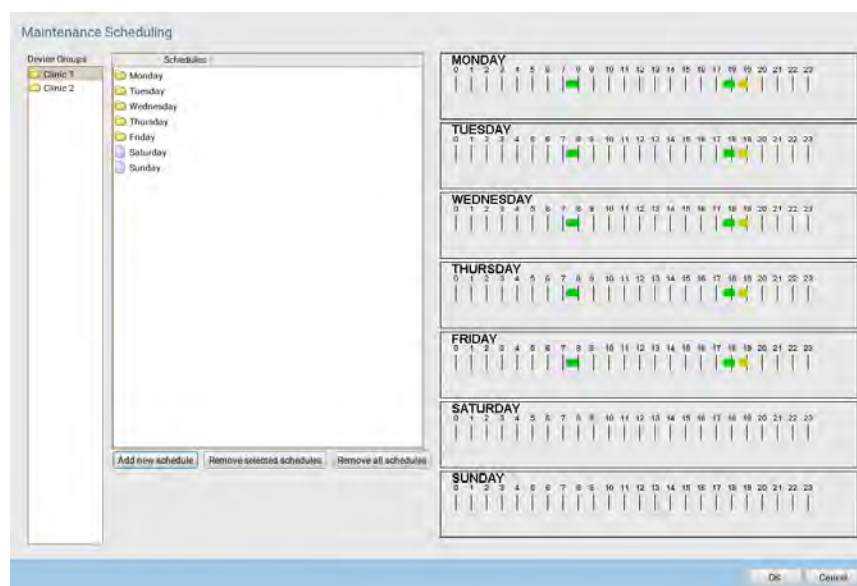 Maintenance Scheduling
Device Groups
Clinic 1
Clinic 2
Schedules
Monday
Tuesday
Wednesday
Thursday
Friday
Saturday
Sunday
Add new schedule
Remove selected schedules
Remove all schedules
MONDAY
0 1 2 3 4 5 6 7 8 9 10 11 12 13 14 15 16 17 18 19 20 21 22 23
TUESDAY
0 1 2 3 4 5 6 7 8 9 10 11 12 13 14 15 16 17 18 19 20 21 22 23
WEDNESDAY
0 1 2 3 4 5 6 7 8 9 10 11 12 13 14 15 16 17 18 19 20 21 22 23
THURSDAY
0 1 2 3 4 5 6 7 8 9 10 11 12 13 14 15 16 17 18 19 20 21 22 23
FRIDAY
0 1 2 3 4 5 6 7 8 9 10 11 12 13 14 15 16 17 18 19 20 21 22 23
SATURDAY
0 1 2 3 4 5 6 7 8 9 10 11 12 13 14 15 16 17 18 19 20 21 22 23
SUNDAY
0 1 2 3 4 5 6 7 8 9 10 11 12 13 14 15 16 17 18 19 20 21 22 23
OK
Cancel